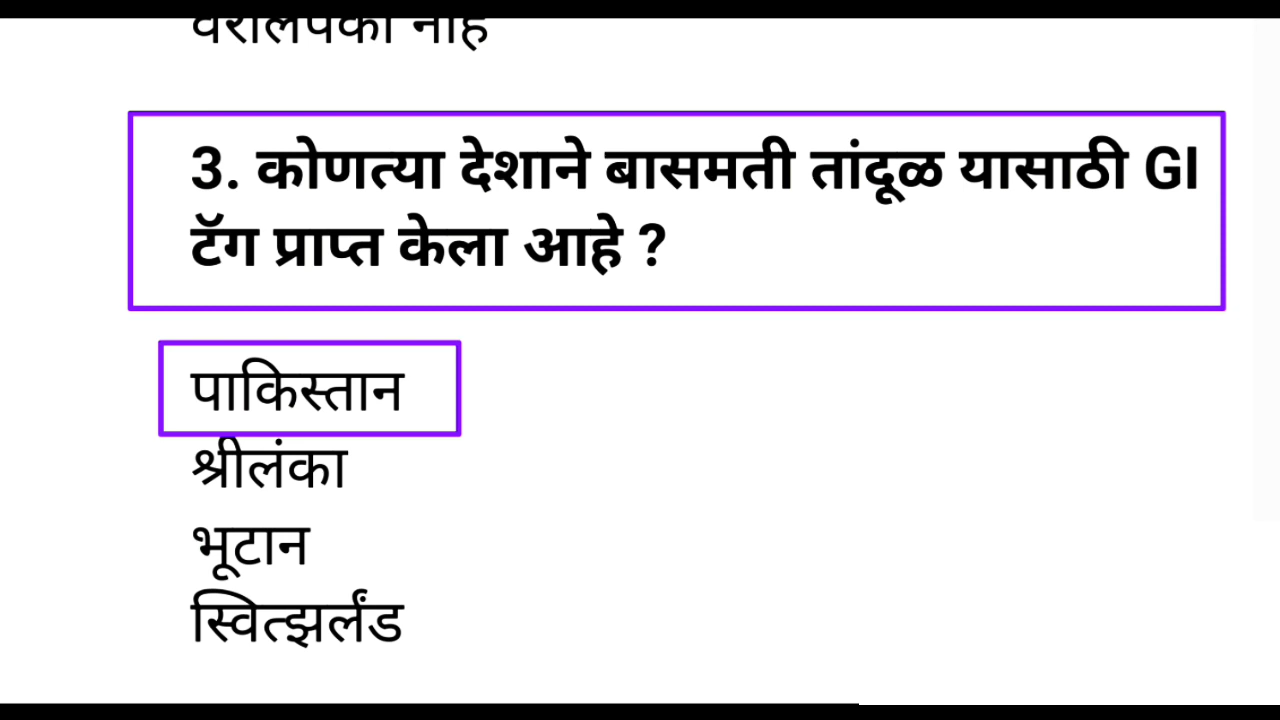 3. कोणत्या देशाने बासमती तांदूळ यासाठी GI
टॅग प्राप्त केला आहे ?
पाकिस्तान
श्रीलंका
भूटान
स्वित्झर्लंड